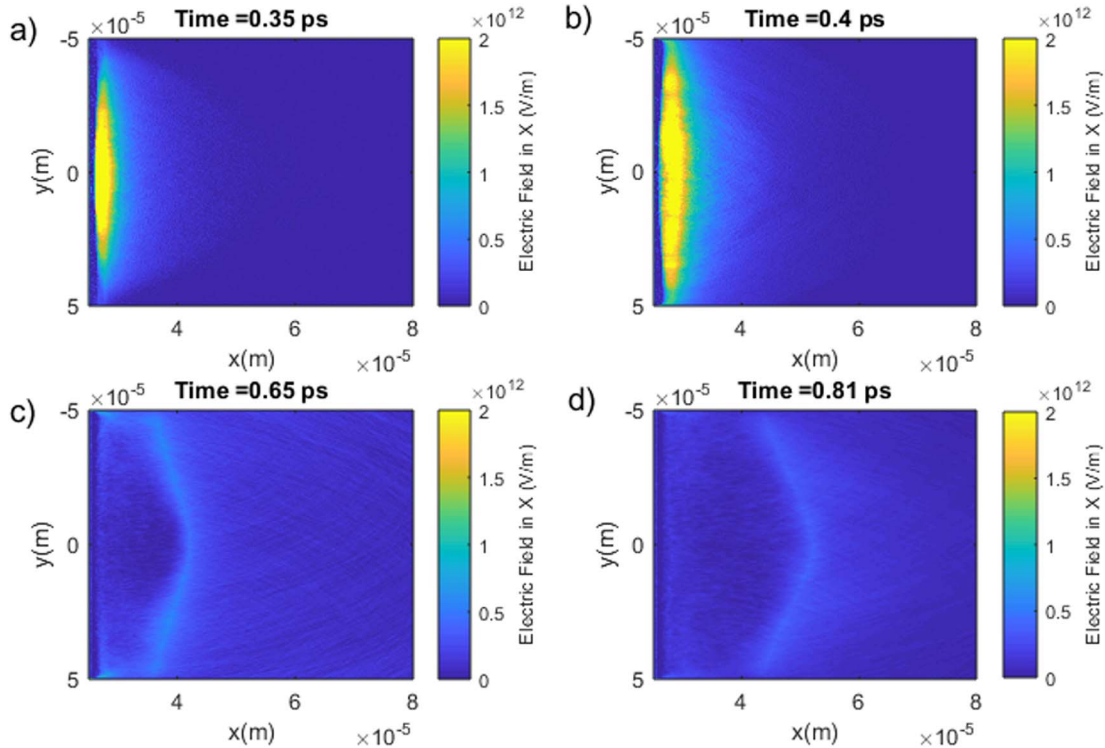 a)
×10⁻⁵
Time =0.35 ps
×10¹²
-5
0
5
y(m)
4
6
8
x(m)
×10⁻⁵
2
1.5
1
0.5
0
Electric Field in X (V/m)
b)
×10⁻⁵
Time =0.4 ps
×10¹²
-5
0
5
y(m)
4
6
8
x(m)
×10⁻⁵
2
1.5
1
0.5
0
Electric Field in X (V/m)
c)
×10⁻⁵
Time =0.65 ps
×10¹²
-5
0
5
y(m)
4
6
8
x(m)
×10⁻⁵
2
1.5
1
0.5
0
Electric Field in X (V/m)
d)
×10⁻⁵
Time =0.81 ps
×10¹²
-5
0
5
y(m)
4
6
8
x(m)
×10⁻⁵
2
1.5
1
0.5
0
Electric Field in X (V/m)